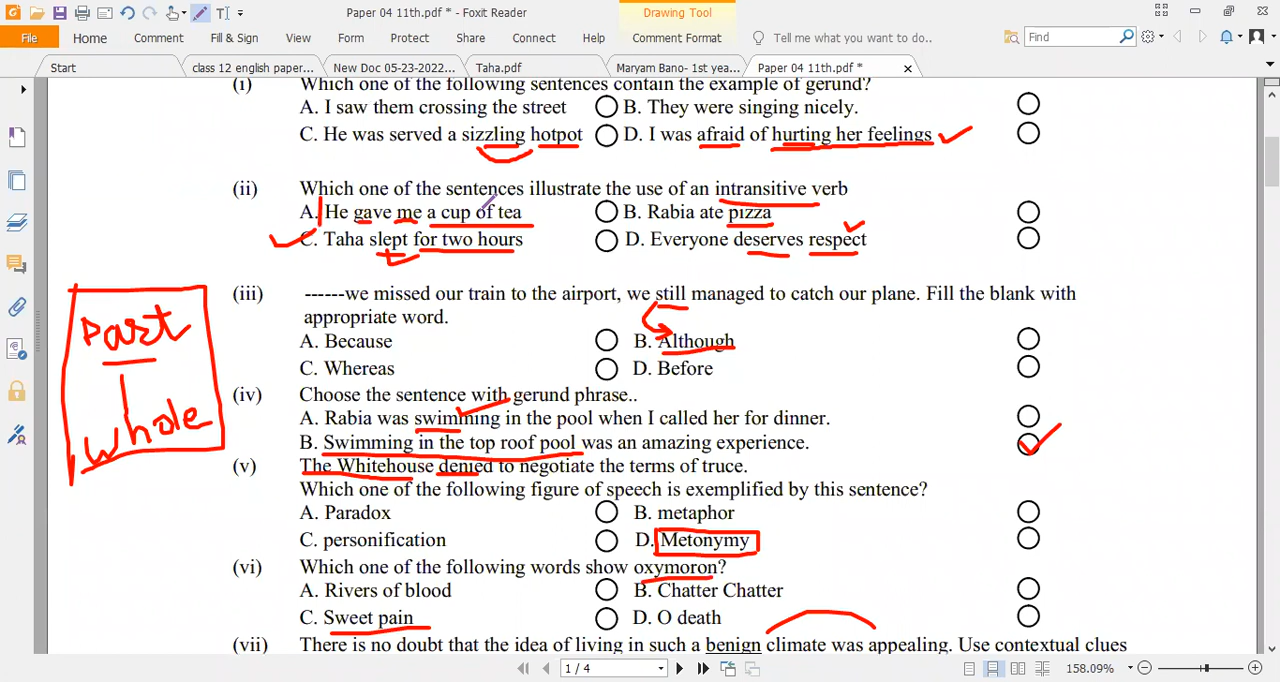 Paper 04 11th.pdf * - Foxit Reader
Drawing Tool
File Home Comment Fill & Sign View Form Protect Share Connect Help Comment Format Tell me what you want to do.. Find
Start class 12 english paper... New Doc 05-23-2022... Taha.pdf Maryam Bano- 1st yea... Paper 04 11th.pdf *
(i) Which one of the following sentences contain the example of gerund?
A. I saw them crossing the street B. They were singing nicely.
C. He was served a sizzling hotpot D. I was afraid of hurting her feelings
(ii) Which one of the sentences illustrate the use of an intransitive verb
A. He gave me a cup of tea B. Rabia ate pizza
C. Taha slept for two hours D. Everyone deserves respect
(iii) ------we missed our train to the airport, we still managed to catch our plane. Fill the blank with
appropriate word.
A. Because B. Although
C. Whereas D. Before
Part
Whole
(iv) Choose the sentence with gerund phrase..
A. Rabia was swimming in the pool when I called her for dinner.
B. Swimming in the top roof pool was an amazing experience.
(v) The Whitehouse denied to negotiate the terms of truce.
Which one of the following figure of speech is exemplified by this sentence?
A. Paradox B. metaphor
C. personification D. Metonymy
(vi) Which one of the following words show oxymoron?
A. Rivers of blood B. Chatter Chatter
C. Sweet pain D. O death
(vii) There is no doubt that the idea of living in such a benign climate was appealing. Use contextual clues
1 / 4 158.09%